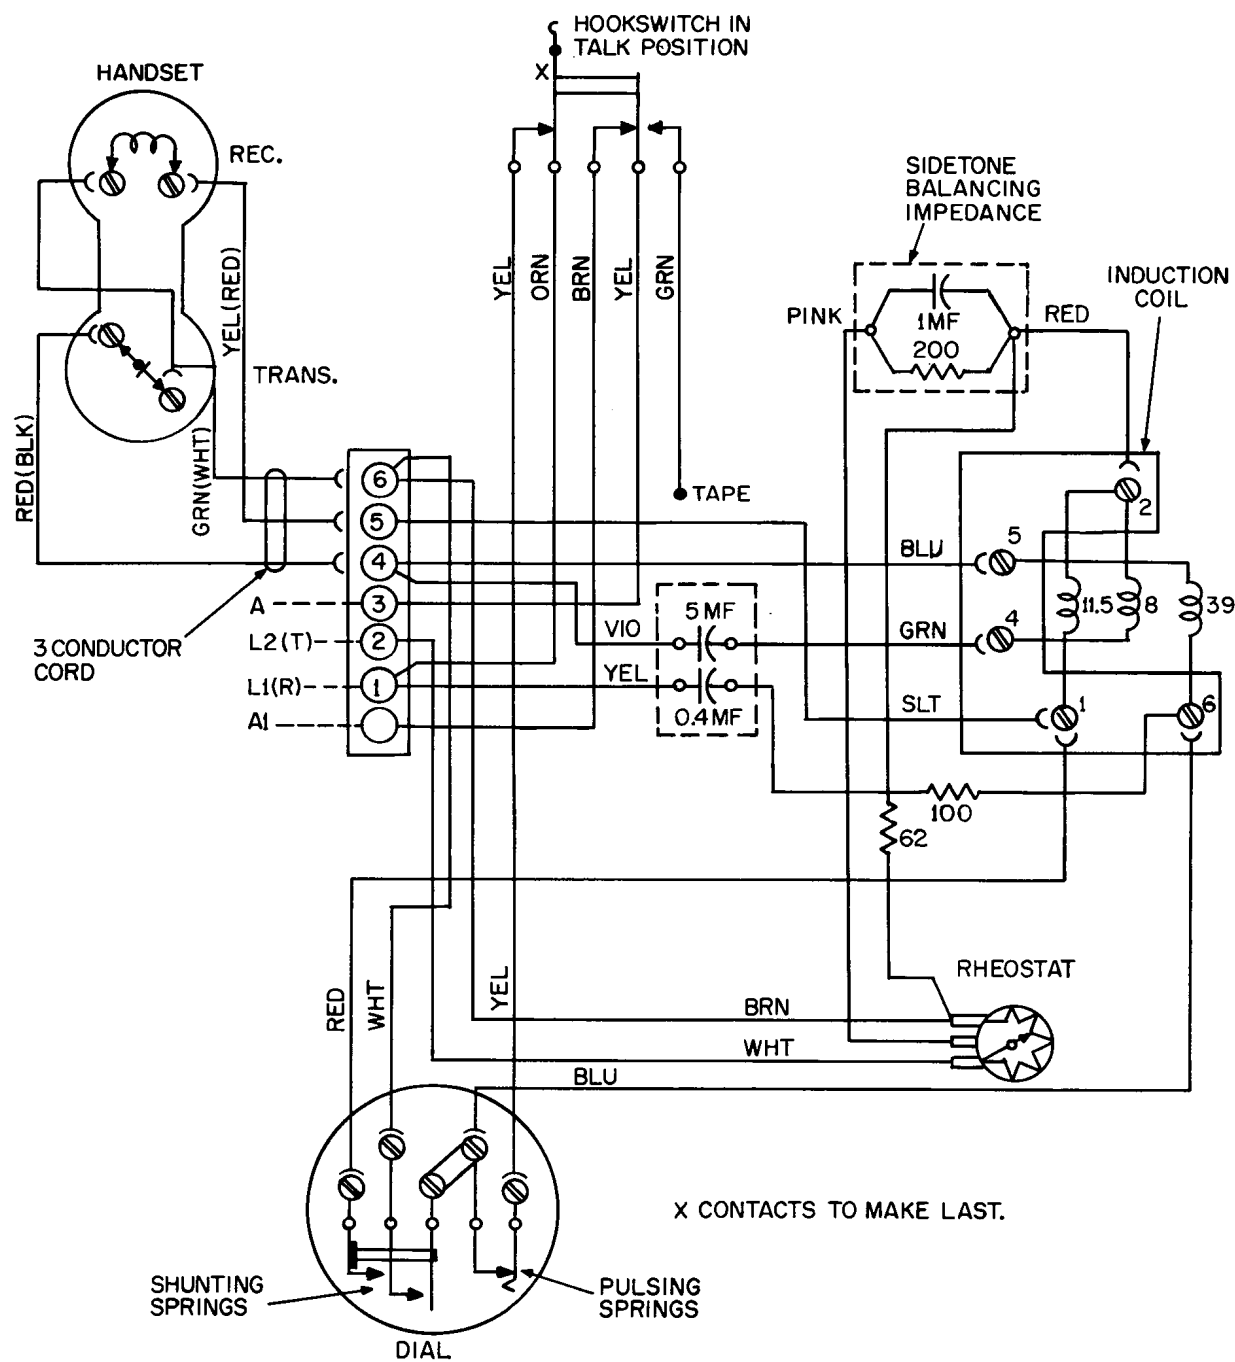 HOOKSWITCH IN
TALK POSITION
X
HANDSET
REC.
SIDETONE
BALANCING
IMPEDANCE
INDUCTION
COIL
YEL
ORN
BRN
YEL
GRN
YEL(RED)
PINK
1MF
200
RED
TRANS.
RED(BLK)
GRN(WHT)
6
5
4
3
2
1
TAPE
2
BLU
5
11.5
8
39
A
5 MF
VIO
GRN
4
3 CONDUCTOR
CORD
L2(T)
L1(R)
A1
YEL
0.4MF
SLT
1
6
100
62
RHEOSTAT
RED
WHT
YEL
BRN
WHT
BLU
X CONTACTS TO MAKE LAST.
SHUNTING
SPRINGS
PULSING
SPRINGS
DIAL